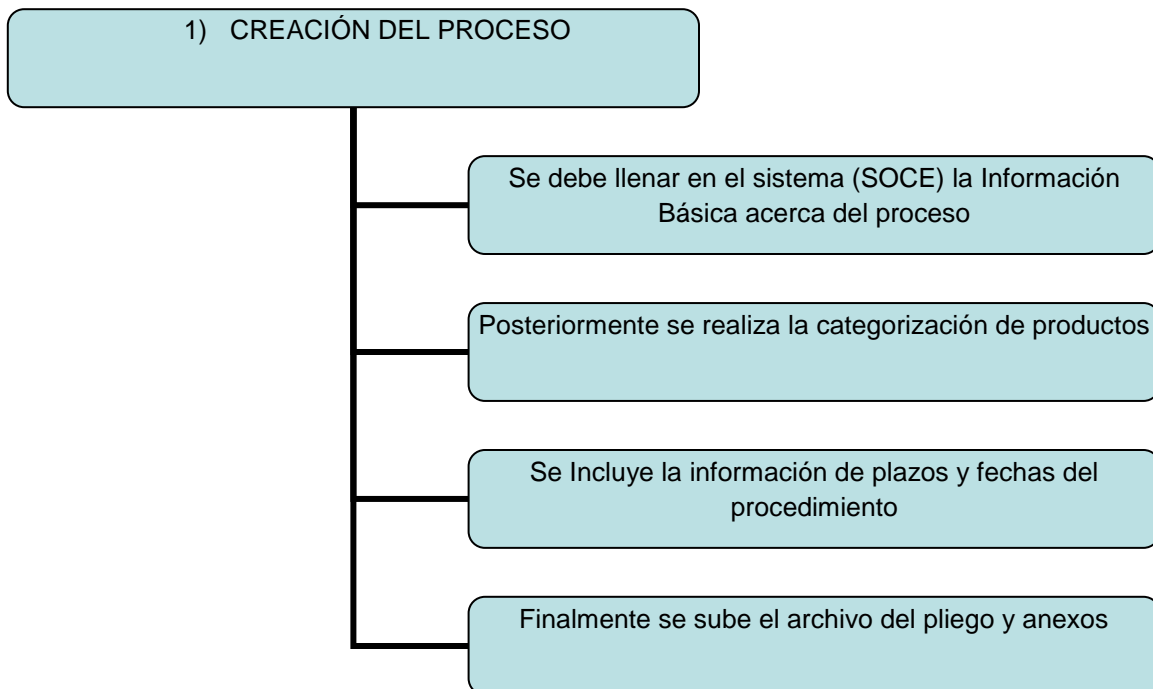 1) CREACIÓN DEL PROCESO
Se debe llenar en el sistema (SOCE) la Información
Básica acerca del proceso
Posteriormente se realiza la categorización de productos
Se Incluye la información de plazos y fechas del
procedimiento
Finalmente se sube el archivo del pliego y anexos